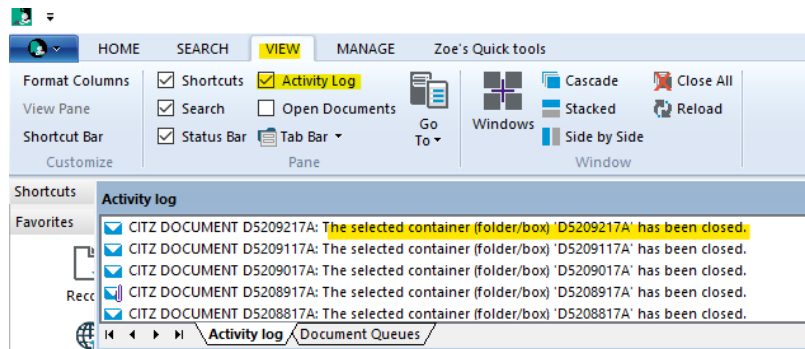 HOME SEARCH VIEW MANAGE Zoe's Quick tools
Format Columns
View Pane
Shortcut Bar
Customize
Shortcuts
Search
Status Bar
Activity Log
Open Documents
Tab Bar
Pane
Go
To
Windows
Cascade
Stacked
Side by Side
Close All
Reload
Window
Shortcuts
Favorites
Activity log
CITZ DOCUMENT D5209217A: The selected container (folder/box) 'D5209217A' has been closed.
CITZ DOCUMENT D5209117A: The selected container (folder/box) 'D5209117A' has been closed.
CITZ DOCUMENT D5209017A: The selected container (folder/box) 'D5209017A' has been closed.
CITZ DOCUMENT D5208917A: The selected container (folder/box) 'D5208917A' has been closed.
CITZ DOCUMENT D5208817A: The selected container (folder/box) 'D5208817A' has been closed.
Activity log Document Queues